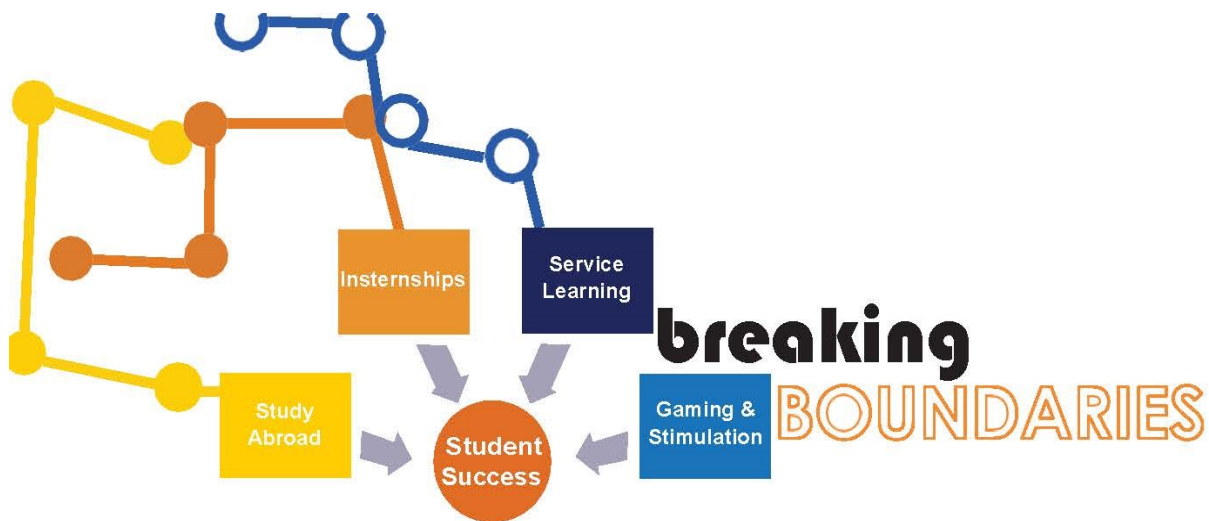 Insternships
Service
Learning
breaking
BOUNDARIES
Study
Abroad
Gaming &
Stimulation
Student
Success